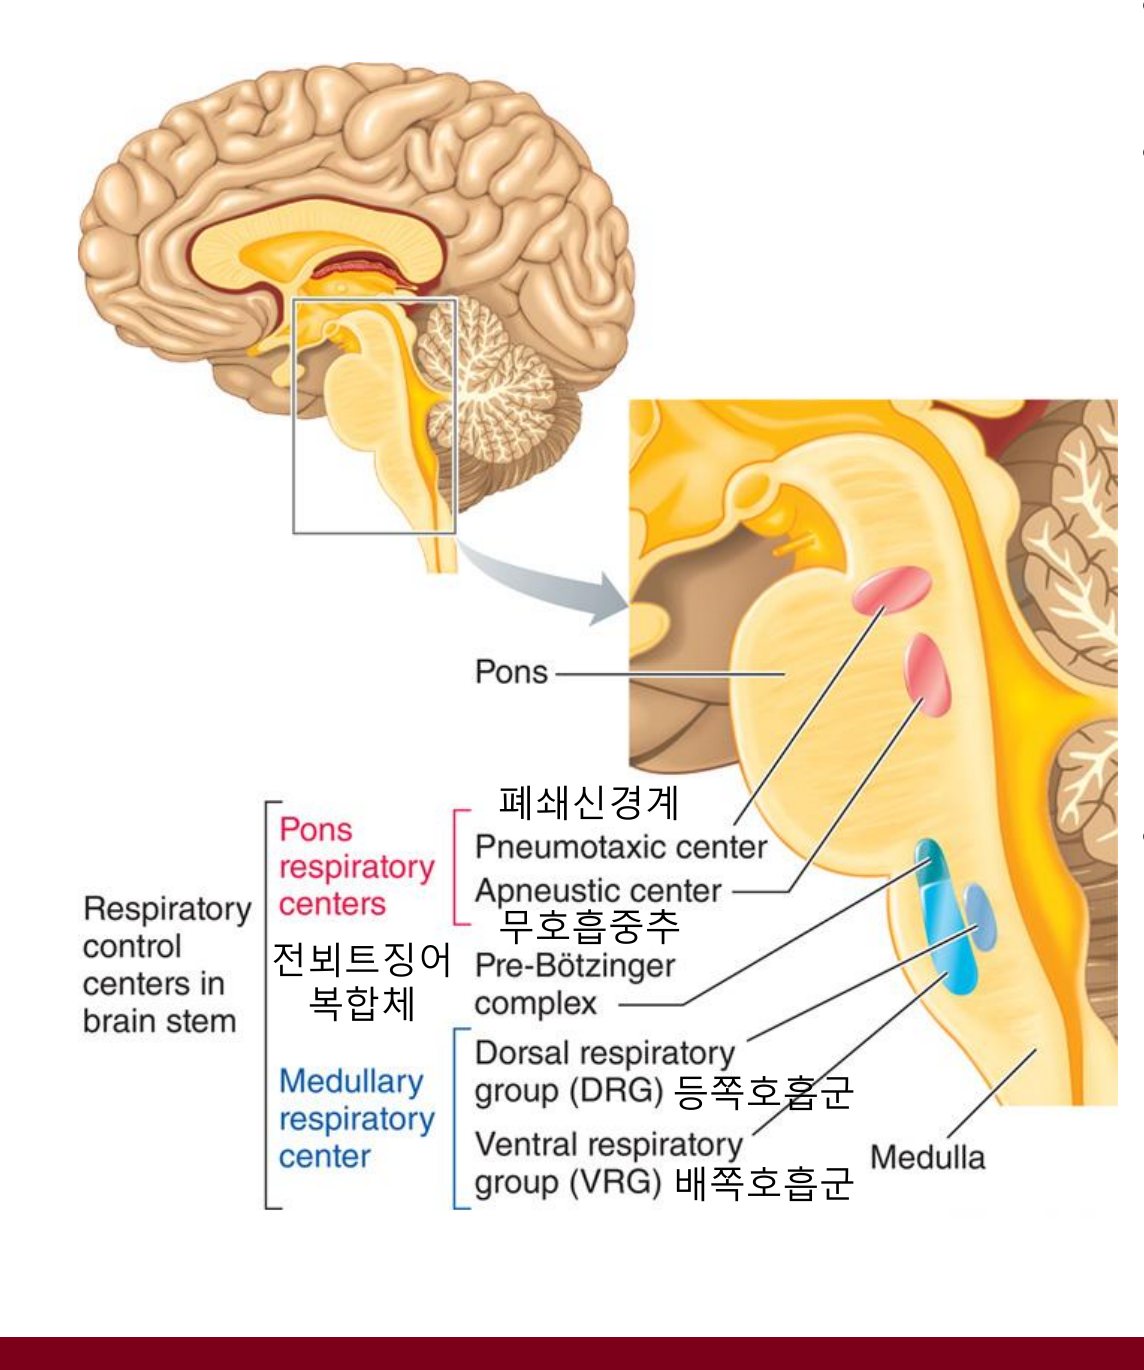 Pons
폐쇄신경계
Pons
respiratory
centers
Pneumotaxic center
Apneustic center
무호흡중추
Respiratory
control
centers in
brain stem
전뵈트징어
복합체
Pre-Bötzinger
complex
Medullary
respiratory
center
Dorsal respiratory
group (DRG) 등쪽호흡군
Ventral respiratory
group (VRG) 배쪽호흡군
Medulla